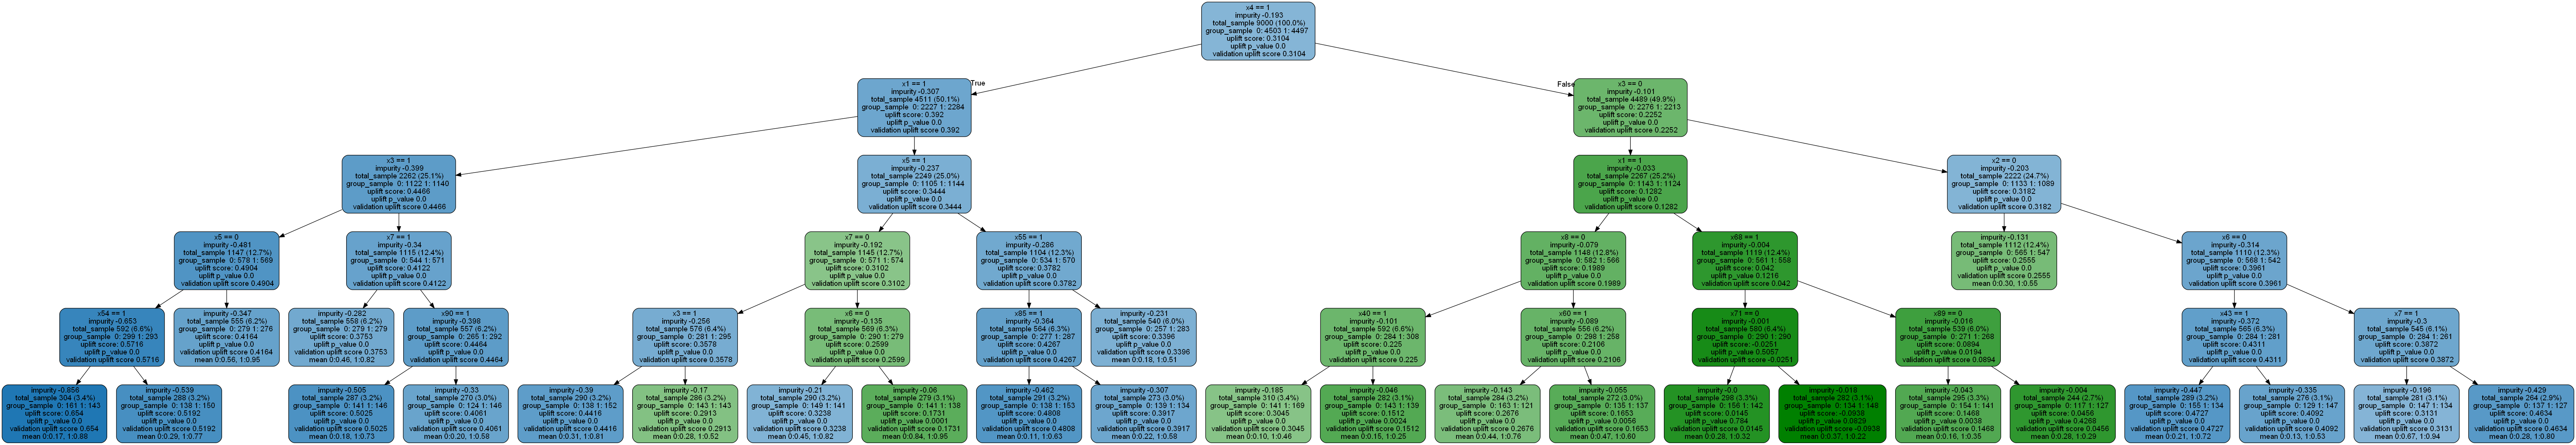 x4 == 1
impurity -0.193
total_sample 9000 (100.0%)
group_sample 0: 4503 1: 4497
uplift score: 0.3104
uplift p_value 0.0
validation uplift score 0.3104
True
False
x1 == 1
impurity -0.307
total_sample 4511 (50.1%)
group_sample 0: 2227 1: 2284
uplift score: 0.392
uplift p_value 0.0
validation uplift score 0.392
x3 == 0
impurity -0.101
total_sample 4489 (49.9%)
group_sample 0: 2276 1: 2213
uplift score: 0.2252
uplift p_value 0.0
validation uplift score 0.2252
x3 == 1
impurity -0.399
total_sample 2262 (25.1%)
group_sample 0: 1122 1: 1140
uplift score: 0.4466
uplift p_value 0.0
validation uplift score 0.4466
x5 == 1
impurity -0.237
total_sample 2249 (25.0%)
group_sample 0: 1105 1: 1144
uplift score: 0.3444
uplift p_value 0.0
validation uplift score 0.3444
x1 == 1
impurity -0.033
total_sample 2267 (25.2%)
group_sample 0: 1143 1: 1124
uplift score: 0.1282
uplift p_value 0.0
validation uplift score 0.1282
x2 == 0
impurity -0.203
total_sample 2222 (24.7%)
group_sample 0: 1133 1: 1089
uplift score: 0.3182
uplift p_value 0.0
validation uplift score 0.3182
x5 == 0
impurity -0.481
total_sample 1147 (12.7%)
group_sample 0: 578 1: 569
uplift score: 0.4904
uplift p_value 0.0
validation uplift score 0.4904
x7 == 1
impurity -0.34
total_sample 1115 (12.4%)
group_sample 0: 544 1: 571
uplift score: 0.4122
uplift p_value 0.0
validation uplift score 0.4122
x7 == 0
impurity -0.192
total_sample 1145 (12.7%)
group_sample 0: 571 1: 574
uplift score: 0.3102
uplift p_value 0.0
validation uplift score 0.3102
x55 == 1
impurity -0.286
total_sample 1104 (12.3%)
group_sample 0: 534 1: 570
uplift score: 0.3782
uplift p_value 0.0
validation uplift score 0.3782
x8 == 0
impurity -0.079
total_sample 1148 (12.8%)
group_sample 0: 582 1: 566
uplift score: 0.1989
uplift p_value 0.0
validation uplift score 0.1989
x68 == 1
impurity -0.004
total_sample 1119 (12.4%)
group_sample 0: 561 1: 558
uplift score: 0.042
uplift p_value 0.1216
validation uplift score 0.042
impurity -0.131
total_sample 1112 (12.4%)
group_sample 0: 565 1: 547
uplift score: 0.2555
uplift p_value 0.0
validation uplift score 0.2555
mean 0:0.30, 1:0.55
x6 == 0
impurity -0.314
total_sample 1110 (12.3%)
group_sample 0: 568 1: 542
uplift score: 0.3961
uplift p_value 0.0
validation uplift score 0.3961
x54 == 1
impurity -0.653
total_sample 592 (6.6%)
group_sample 0: 299 1: 293
uplift score: 0.5716
uplift p_value 0.0
validation uplift score 0.5716
impurity -0.347
total_sample 555 (6.2%)
group_sample 0: 279 1: 276
uplift score: 0.4164
uplift p_value 0.0
validation uplift score 0.4164
mean 0:0.56, 1:0.95
impurity -0.282
total_sample 558 (6.2%)
group_sample 0: 279 1: 279
uplift score: 0.3753
uplift p_value 0.0
validation uplift score 0.3753
mean 0:0.46, 1:0.82
x90 == 1
impurity -0.398
total_sample 557 (6.2%)
group_sample 0: 265 1: 292
uplift score: 0.4464
uplift p_value 0.0
validation uplift score 0.4464
x3 == 1
impurity -0.256
total_sample 576 (6.4%)
group_sample 0: 281 1: 295
uplift score: 0.3578
uplift p_value 0.0
validation uplift score 0.3578
x6 == 0
impurity -0.135
total_sample 569 (6.3%)
group_sample 0: 290 1: 279
uplift score: 0.2599
uplift p_value 0.0
validation uplift score 0.2599
x85 == 1
impurity -0.364
total_sample 564 (6.3%)
group_sample 0: 277 1: 287
uplift score: 0.4267
uplift p_value 0.0
validation uplift score 0.4267
impurity -0.231
total_sample 540 (6.0%)
group_sample 0: 257 1: 283
uplift score: 0.3396
uplift p_value 0.0
validation uplift score 0.3396
mean 0:0.18, 1:0.51
x40 == 1
impurity -0.101
total_sample 592 (6.6%)
group_sample 0: 284 1: 308
uplift score: 0.225
uplift p_value 0.0
validation uplift score 0.225
x60 == 1
impurity -0.089
total_sample 556 (6.2%)
group_sample 0: 298 1: 258
uplift score: 0.2106
uplift p_value 0.0
validation uplift score 0.2106
x71 == 0
impurity -0.001
total_sample 580 (6.4%)
group_sample 0: 290 1: 290
uplift score: -0.0251
uplift p_value 0.5057
validation uplift score -0.0251
x89 == 0
impurity -0.016
total_sample 539 (6.0%)
group_sample 0: 271 1: 268
uplift score: 0.0894
uplift p_value 0.0194
validation uplift score 0.0894
x43 == 1
impurity -0.372
total_sample 565 (6.3%)
group_sample 0: 284 1: 281
uplift score: 0.4311
uplift p_value 0.0
validation uplift score 0.4311
x7 == 1
impurity -0.3
total_sample 545 (6.1%)
group_sample 0: 284 1: 261
uplift score: 0.3872
uplift p_value 0.0
validation uplift score 0.3872
impurity -0.856
total_sample 304 (3.4%)
group_sample 0: 161 1: 143
uplift score: 0.654
uplift p_value 0.0
validation uplift score 0.654
mean 0:0.17, 1:0.88
impurity -0.539
total_sample 288 (3.2%)
group_sample 0: 138 1: 150
uplift score: 0.5192
uplift p_value 0.0
validation uplift score 0.5192
mean 0:0.29, 1:0.77
impurity -0.505
total_sample 287 (3.2%)
group_sample 0: 141 1: 146
uplift score: 0.5025
uplift p_value 0.0
validation uplift score 0.5025
mean 0:0.18, 1:0.73
impurity -0.33
total_sample 270 (3.0%)
group_sample 0: 124 1: 146
uplift score: 0.4061
uplift p_value 0.0
validation uplift score 0.4061
mean 0:0.20, 1:0.58
impurity -0.39
total_sample 290 (3.2%)
group_sample 0: 138 1: 152
uplift score: 0.4416
uplift p_value 0.0
validation uplift score 0.4416
mean 0:0.31, 1:0.81
impurity -0.17
total_sample 286 (3.2%)
group_sample 0: 143 1: 143
uplift score: 0.2913
uplift p_value 0.0
validation uplift score 0.2913
mean 0:0.28, 1:0.52
impurity -0.21
total_sample 290 (3.2%)
group_sample 0: 149 1: 141
uplift score: 0.3238
uplift p_value 0.0
validation uplift score 0.3238
mean 0:0.45, 1:0.82
impurity -0.06
total_sample 279 (3.1%)
group_sample 0: 141 1: 138
uplift score: 0.1731
uplift p_value 0.0001
validation uplift score 0.1731
mean 0:0.84, 1:0.95
impurity -0.462
total_sample 291 (3.2%)
group_sample 0: 138 1: 153
uplift score: 0.4808
uplift p_value 0.0
validation uplift score 0.4808
mean 0:0.11, 1:0.63
impurity -0.307
total_sample 273 (3.0%)
group_sample 0: 139 1: 134
uplift score: 0.3917
uplift p_value 0.0
validation uplift score 0.3917
mean 0:0.22, 1:0.58
impurity -0.185
total_sample 310 (3.4%)
group_sample 0: 141 1: 169
uplift score: 0.3045
uplift p_value 0.0
validation uplift score 0.3045
mean 0:0.10, 1:0.46
impurity -0.046
total_sample 282 (3.1%)
group_sample 0: 143 1: 139
uplift score: 0.1512
uplift p_value 0.0024
validation uplift score 0.1512
mean 0:0.15, 1:0.25
impurity -0.143
total_sample 284 (3.2%)
group_sample 0: 163 1: 121
uplift score: 0.2676
uplift p_value 0.0
validation uplift score 0.2676
mean 0:0.44, 1:0.76
impurity -0.055
total_sample 272 (3.0%)
group_sample 0: 135 1: 137
uplift score: 0.1653
uplift p_value 0.0056
validation uplift score 0.1653
mean 0:0.47, 1:0.60
impurity -0.0
total_sample 298 (3.3%)
group_sample 0: 156 1: 142
uplift score: 0.0145
uplift p_value 0.784
validation uplift score 0.0145
mean 0:0.28, 1:0.32
impurity -0.018
total_sample 282 (3.1%)
group_sample 0: 134 1: 148
uplift score: -0.0938
uplift p_value 0.0829
validation uplift score -0.0938
mean 0:0.37, 1:0.22
impurity -0.043
total_sample 295 (3.3%)
group_sample 0: 154 1: 141
uplift score: 0.1468
uplift p_value 0.0038
validation uplift score 0.1468
mean 0:0.16, 1:0.35
impurity -0.004
total_sample 244 (2.7%)
group_sample 0: 117 1: 127
uplift score: 0.0456
uplift p_value 0.4268
validation uplift score 0.0456
mean 0:0.28, 1:0.29
impurity -0.447
total_sample 289 (3.2%)
group_sample 0: 155 1: 134
uplift score: 0.4727
uplift p_value 0.0
validation uplift score 0.4727
mean 0:0.21, 1:0.72
impurity -0.335
total_sample 276 (3.1%)
group_sample 0: 129 1: 147
uplift score: 0.4092
uplift p_value 0.0
validation uplift score 0.4092
mean 0:0.13, 1:0.53
impurity -0.196
total_sample 281 (3.1%)
group_sample 0: 147 1: 134
uplift score: 0.3131
uplift p_value 0.0
validation uplift score 0.3131
mean 0:0.67, 1:0.94
impurity -0.429
total_sample 264 (2.9%)
group_sample 0: 137 1: 127
uplift score: 0.4634
uplift p_value 0.0
validation uplift score 0.4634
mean 0:0.28, 1:0.80